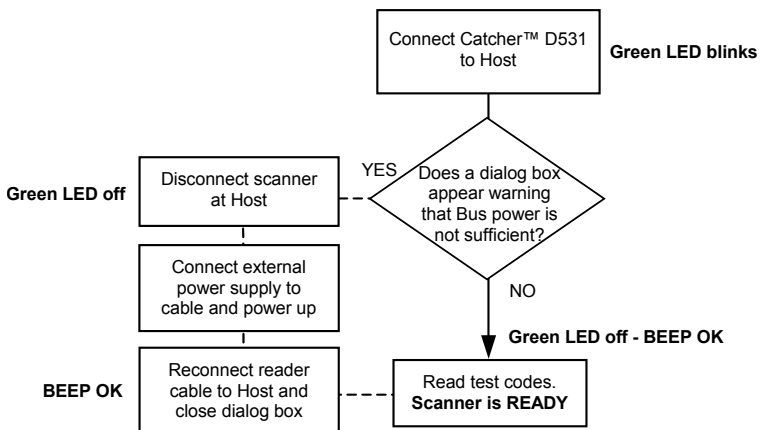 Connect Catcher™ D531
to Host
Green LED blinks
YES
Does a dialog box
appear warning
that Bus power is
not sufficient?
Green LED off
Disconnect scanner
at Host
Connect external
power supply to
cable and power up
NO
Green LED off - BEEP OK
BEEP OK
Reconnect reader
cable to Host and
close dialog box
Read test codes.
Scanner is READY